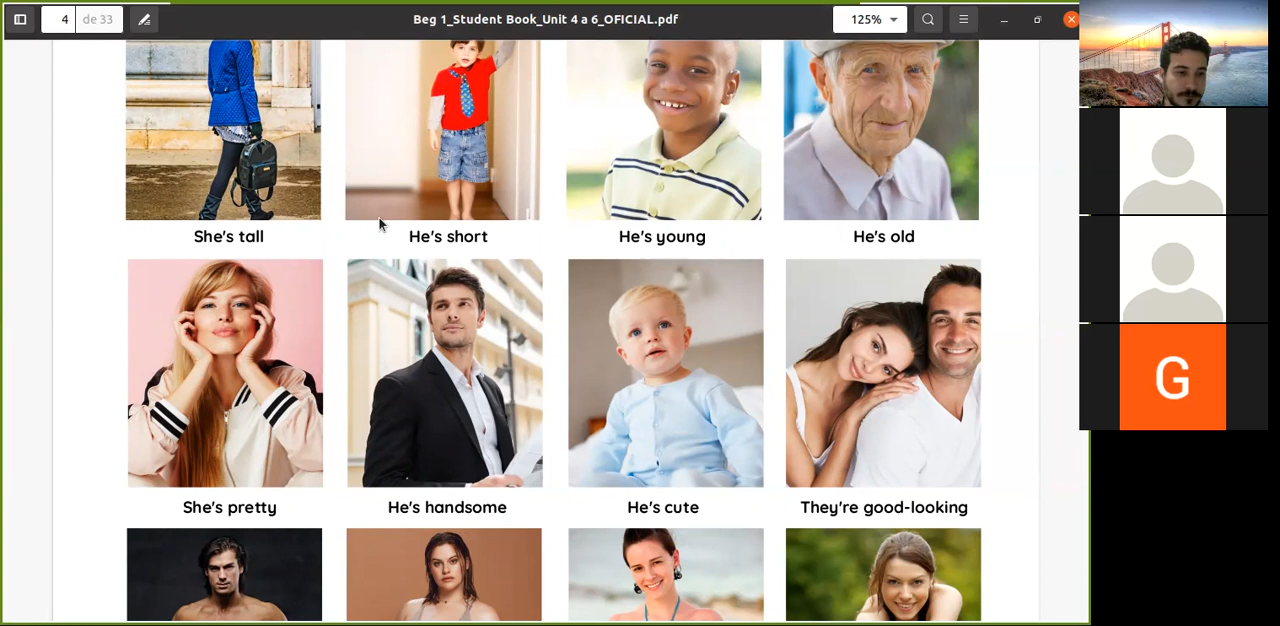 4 de 33 Beg 1_Student Book_Unit 4 a 6_OFICIAL.pdf 125%
She's tall He's short He's young He's old
She's pretty He's handsome He's cute They're good-looking
G